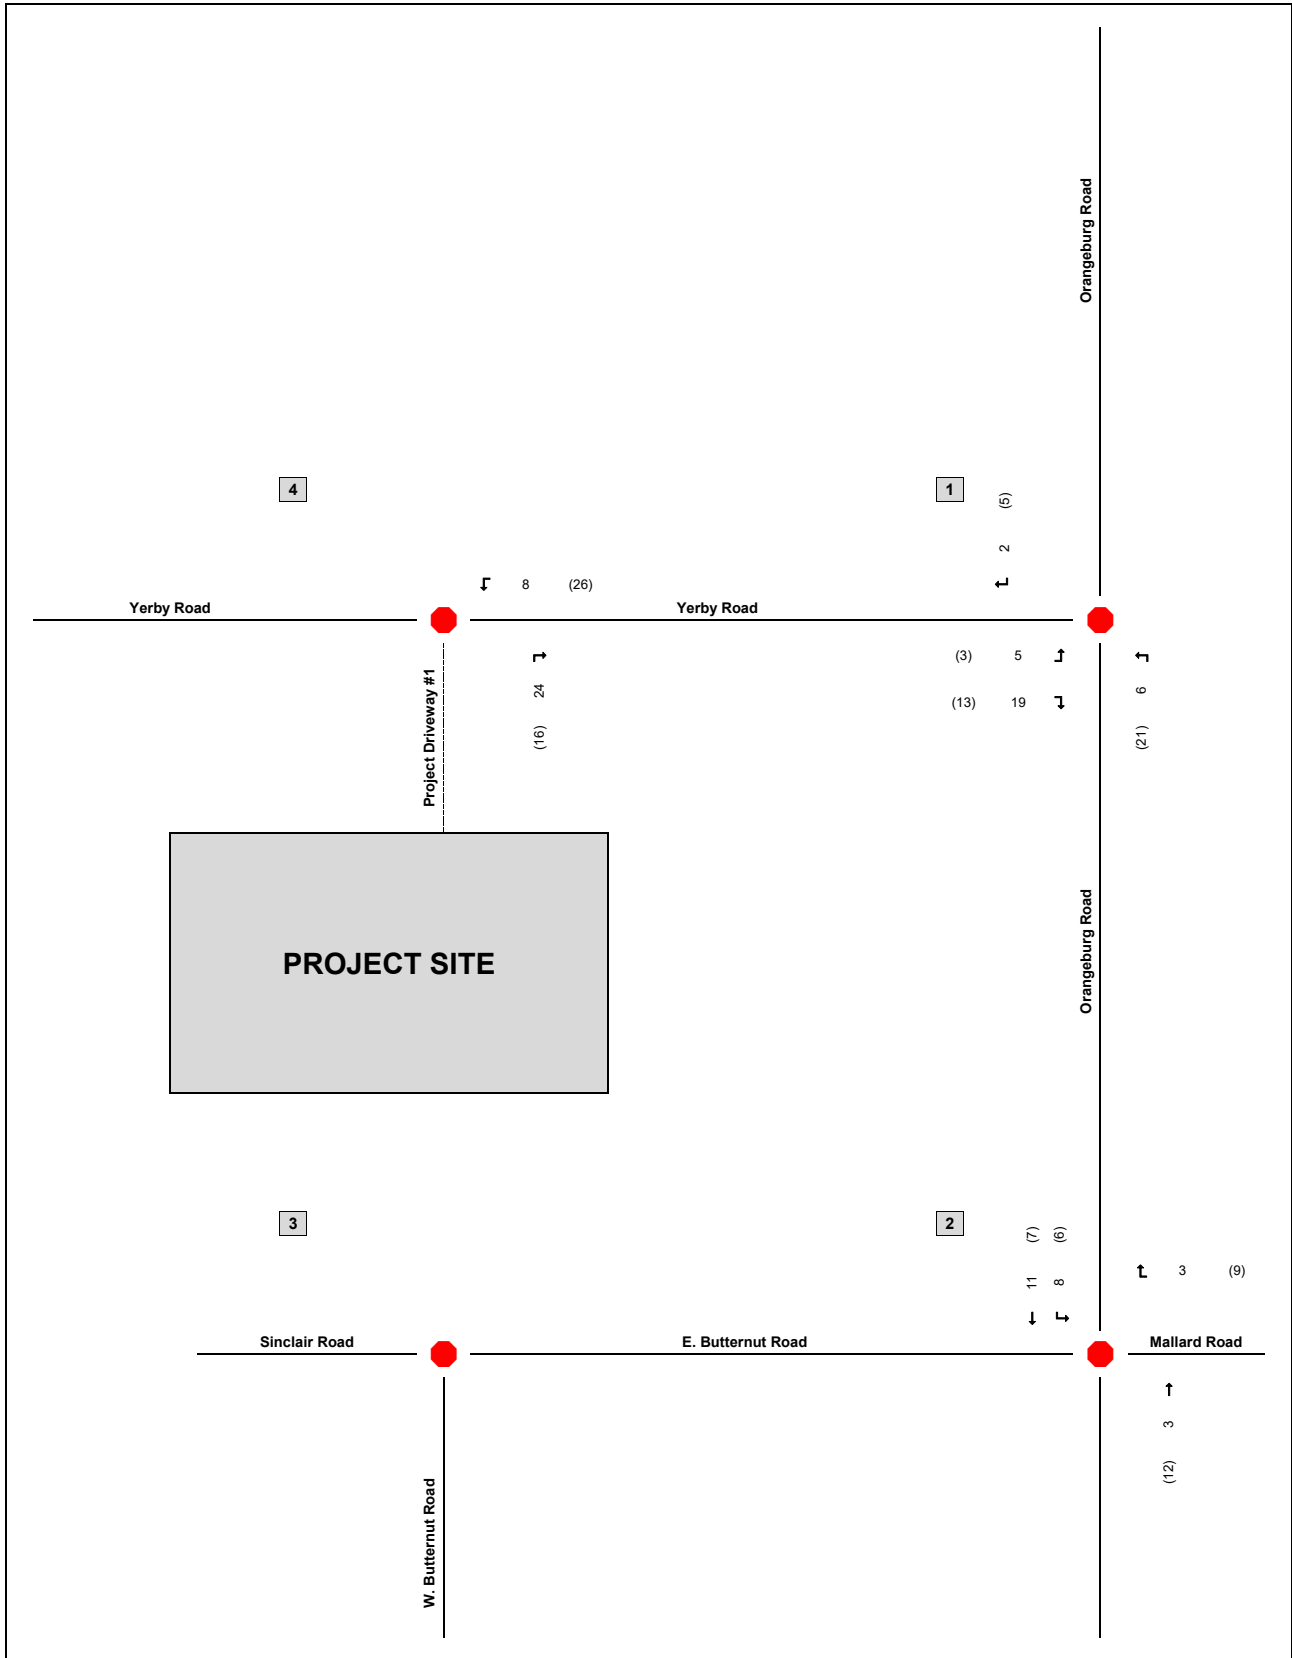 Orangeburg Road
4
1
(5)
2
8 (26)
Yerby Road
Yerby Road
(3) 5
(13) 19
24
(16)
6
(21)
Project Driveway #1
PROJECT SITE
Orangeburg Road
3
2
(7) (6)
11 8
3 (9)
Sinclair Road
E. Butternut Road
Mallard Road
3
(12)
W. Butternut Road